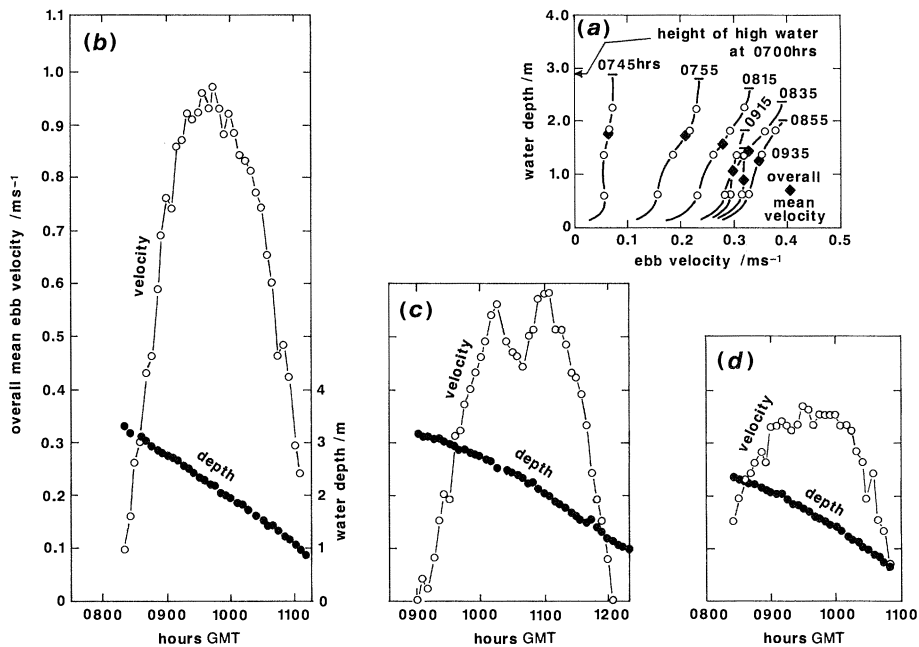 (b)
1.1
1.0
0.9
0.8
0.7
0.6
0.5
0.4
0.3
0.2
0.1
0
overall mean ebb velocity /ms⁻¹
velocity
depth
4
3
2
1
0
water depth /m
0800 0900 1000 1100
hours GMT
(a)
height of high water
at 0700hrs
4.0
3.0
2.0
1.0
0
water depth /m
0745hrs
0755
0815
0915
0835
0855
0935
overall
mean
velocity
0 0.1 0.2 0.3 0.4 0.5
ebb velocity /ms⁻¹
(c)
velocity
depth
0900 1000 1100 1200
hours GMT
(d)
velocity
depth
0800 0900 1000 1100
hours GMT